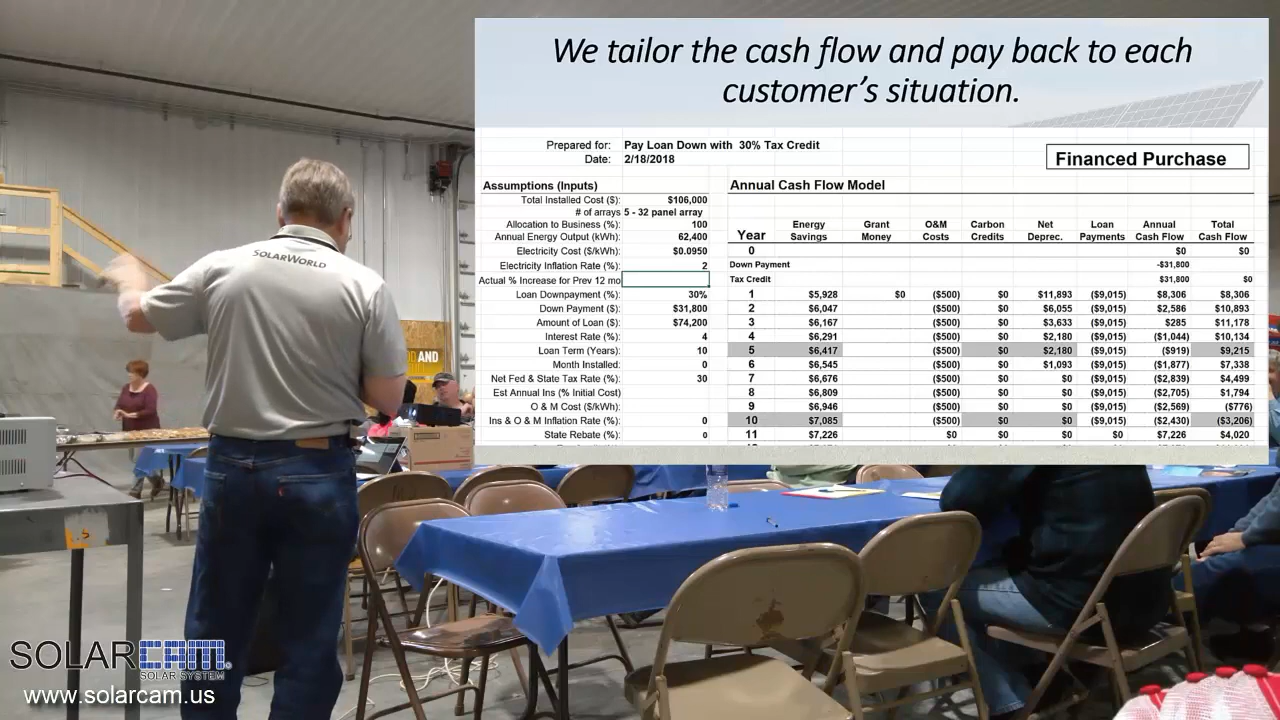 We tailor the cash flow and pay back to each
customer's situation.
Prepared for: Pay Loan Down with 30% Tax Credit
Date: 2/18/2018
Financed Purchase
Assumptions (Inputs)
Total Installed Cost ($): $106,000
# of arrays 5 - 32 panel array
Allocation to Business (%): 100
Annual Energy Output (kWh): 62,400
Electricity Cost ($/kWh) $0.0950
Electricity Inflation Rate (%): 2
Actual % Increase for Prev 12 mo
Loan Downpayment (%): 30%
Down Payment ($) $31,800
Amount of Loan ($): $74,200
Interest Rate (%): 4
Loan Term (Years): 10
Month Installed: 0
Net Fed & State Tax Rate (%): 30
Est Annual Ins (% Initial Cost)
O & M Cost ($/kWh):
Ins & O & M Inflation Rate (%): 0
State Rebate (%): 0
Annual Cash Flow Model
Year Energy Savings Grant Money O&M Costs Carbon Credits Net Deprec. Loan Payments Annual Cash Flow Total Cash Flow
0 $0 $0
Down Payment -$31,800
Tax Credit $31,800 $0
1 $5,928 $0 ($500) $0 $11,893 ($9,015) $8,306 $8,306
2 $6,047 ($500) $0 $6,055 ($9,015) $2,586 $10,893
3 $6,167 ($500) $0 $3,633 ($9,015) $285 $11,178
4 $6,291 ($500) $0 $2,180 ($9,015) ($1,044) $10,134
5 $6,417 ($500) $0 $2,180 ($9,015) ($919) $9,215
6 $6,545 ($500) $0 $1,093 ($9,015) ($1,877) $7,338
7 $6,676 ($500) $0 $0 ($9,015) ($2,839) $4,499
8 $6,809 ($500) $0 $0 ($9,015) ($2,705) $1,794
9 $6,946 ($500) $0 $0 ($9,015) ($2,569) ($776)
10 $7,085 ($500) $0 $0 ($9,015) ($2,430) ($3,206)
11 $7,226 $0 $0 $0 $0 $7,226 $4,020
SOLARWORLD
AND
SOLARCAM
SOLAR SYSTEM
www.solarcam.us